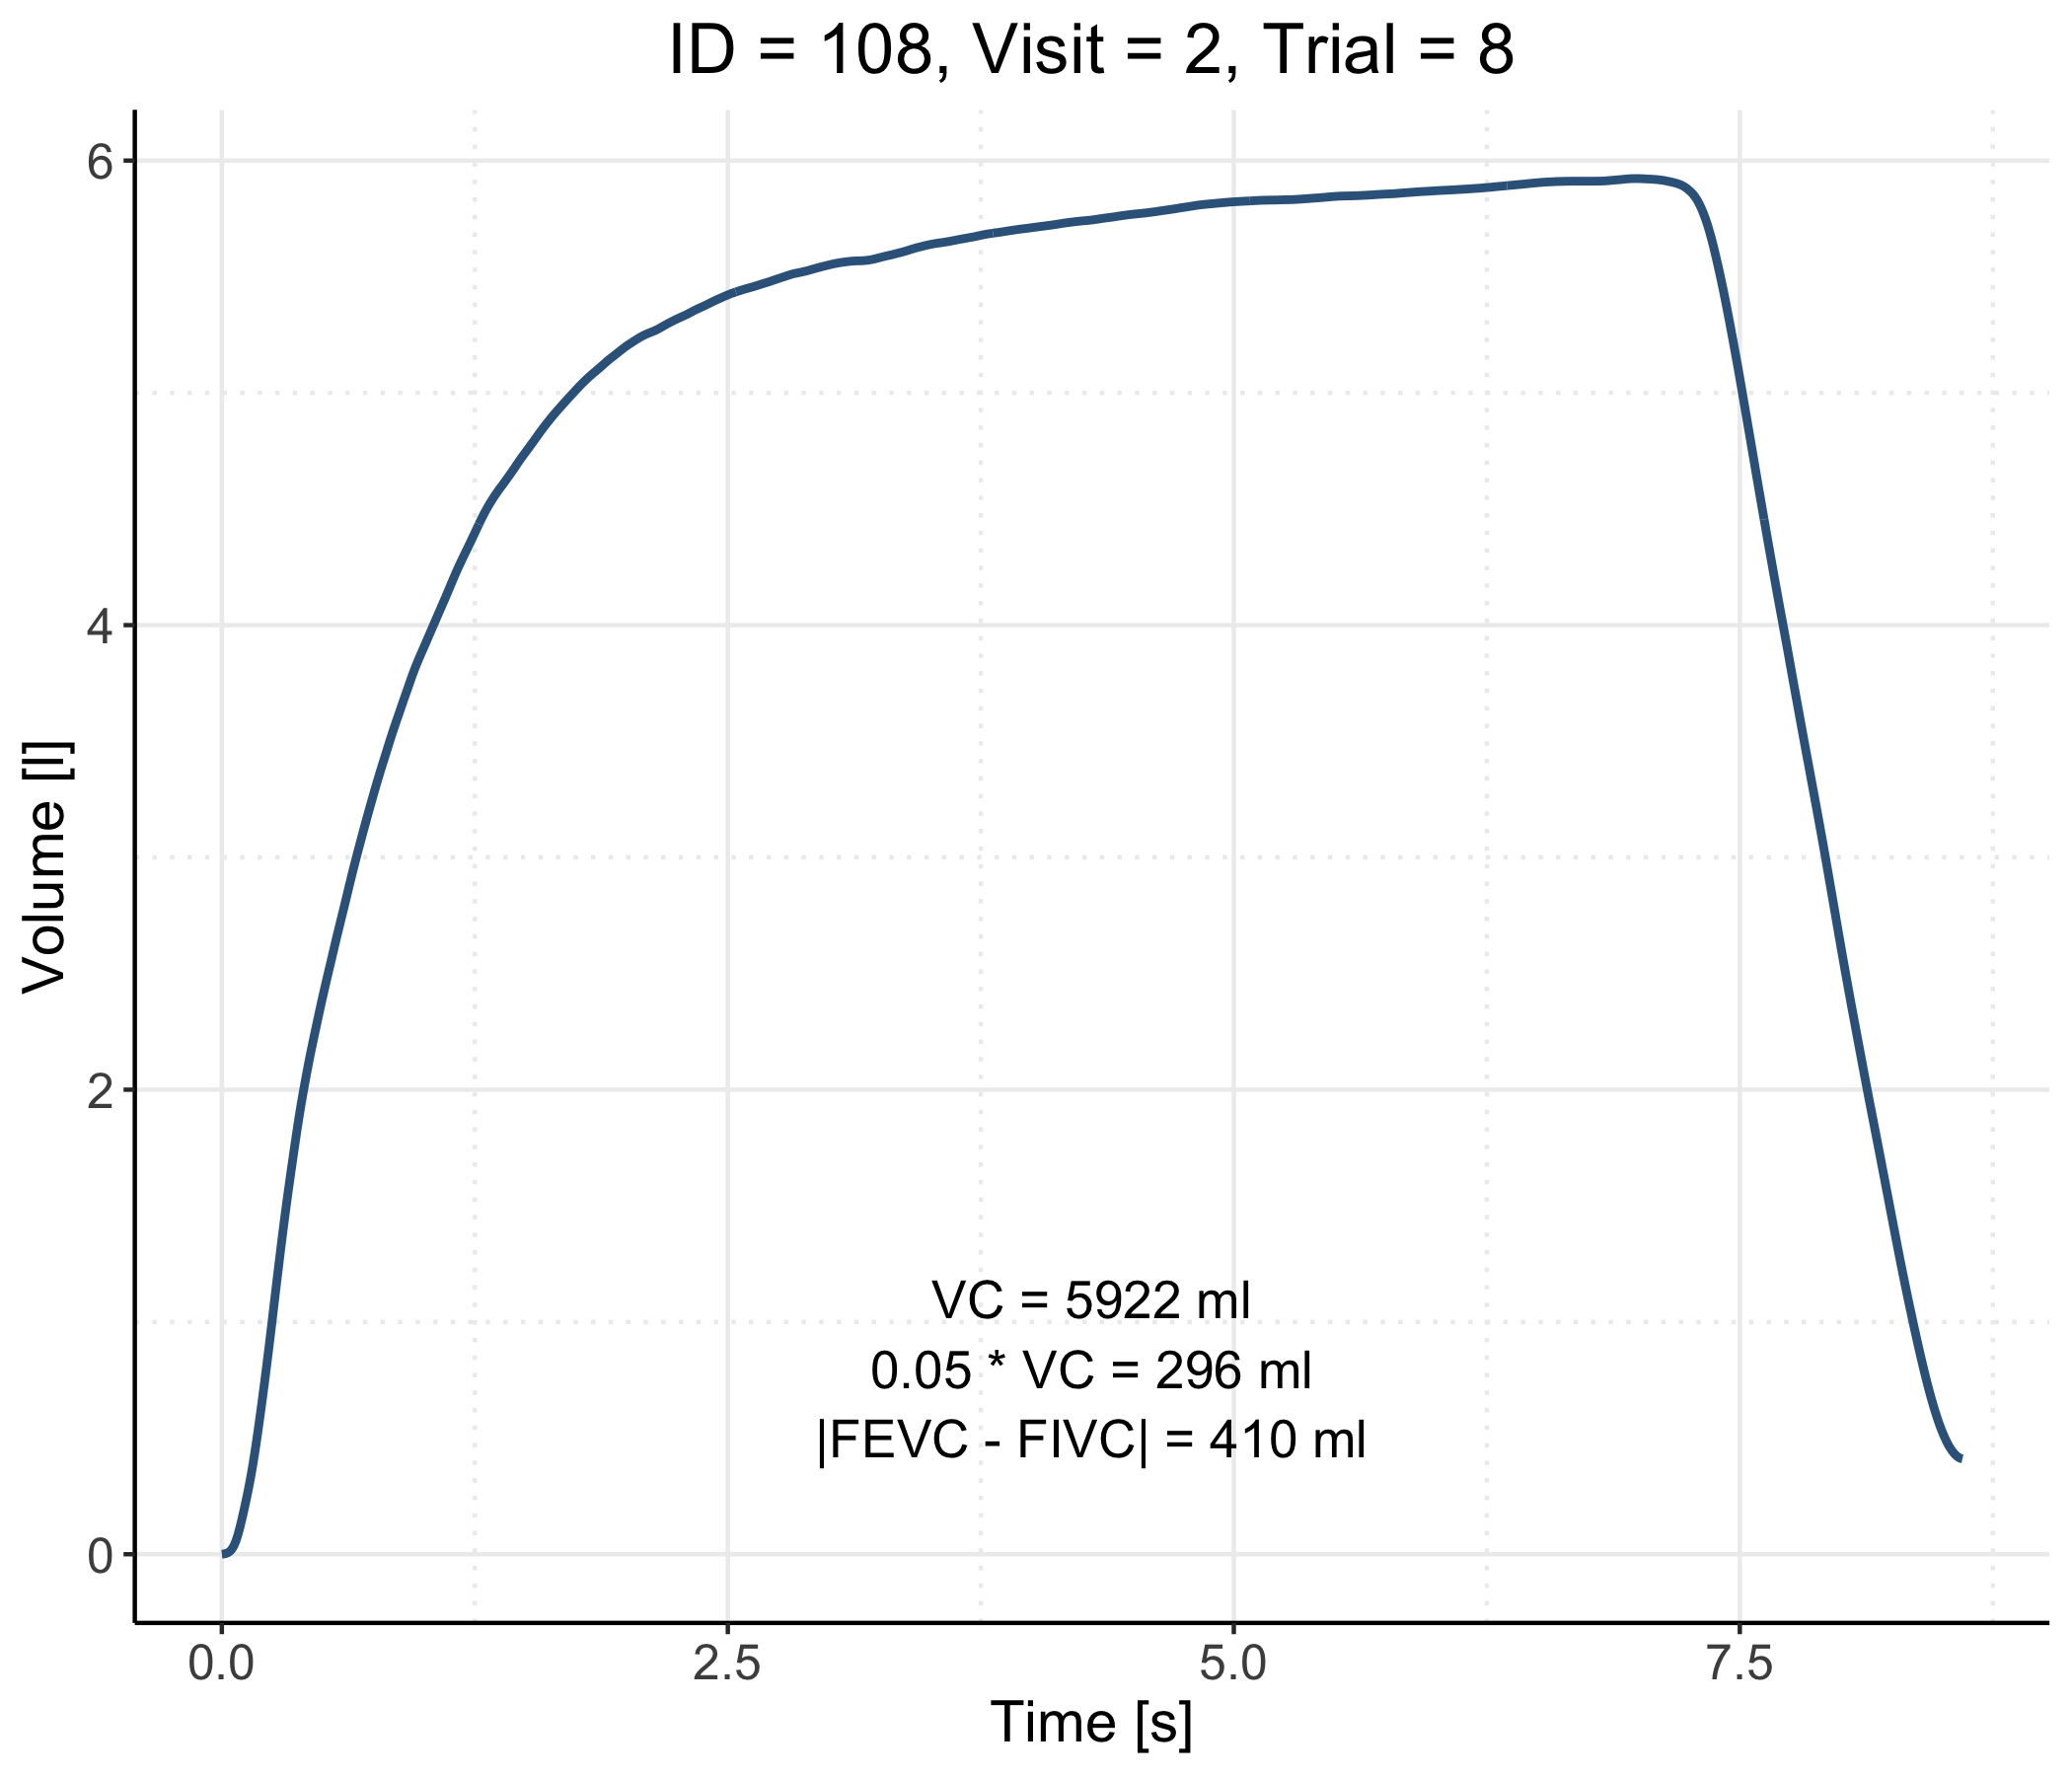 ID = 108, Visit = 2, Trial = 8
6
4
2
0
Volume [l]
VC = 5922 ml
0.05 * VC = 296 ml
|FEVC - FIVC| = 410 ml
0.0 2.5 5.0 7.5
Time [s]